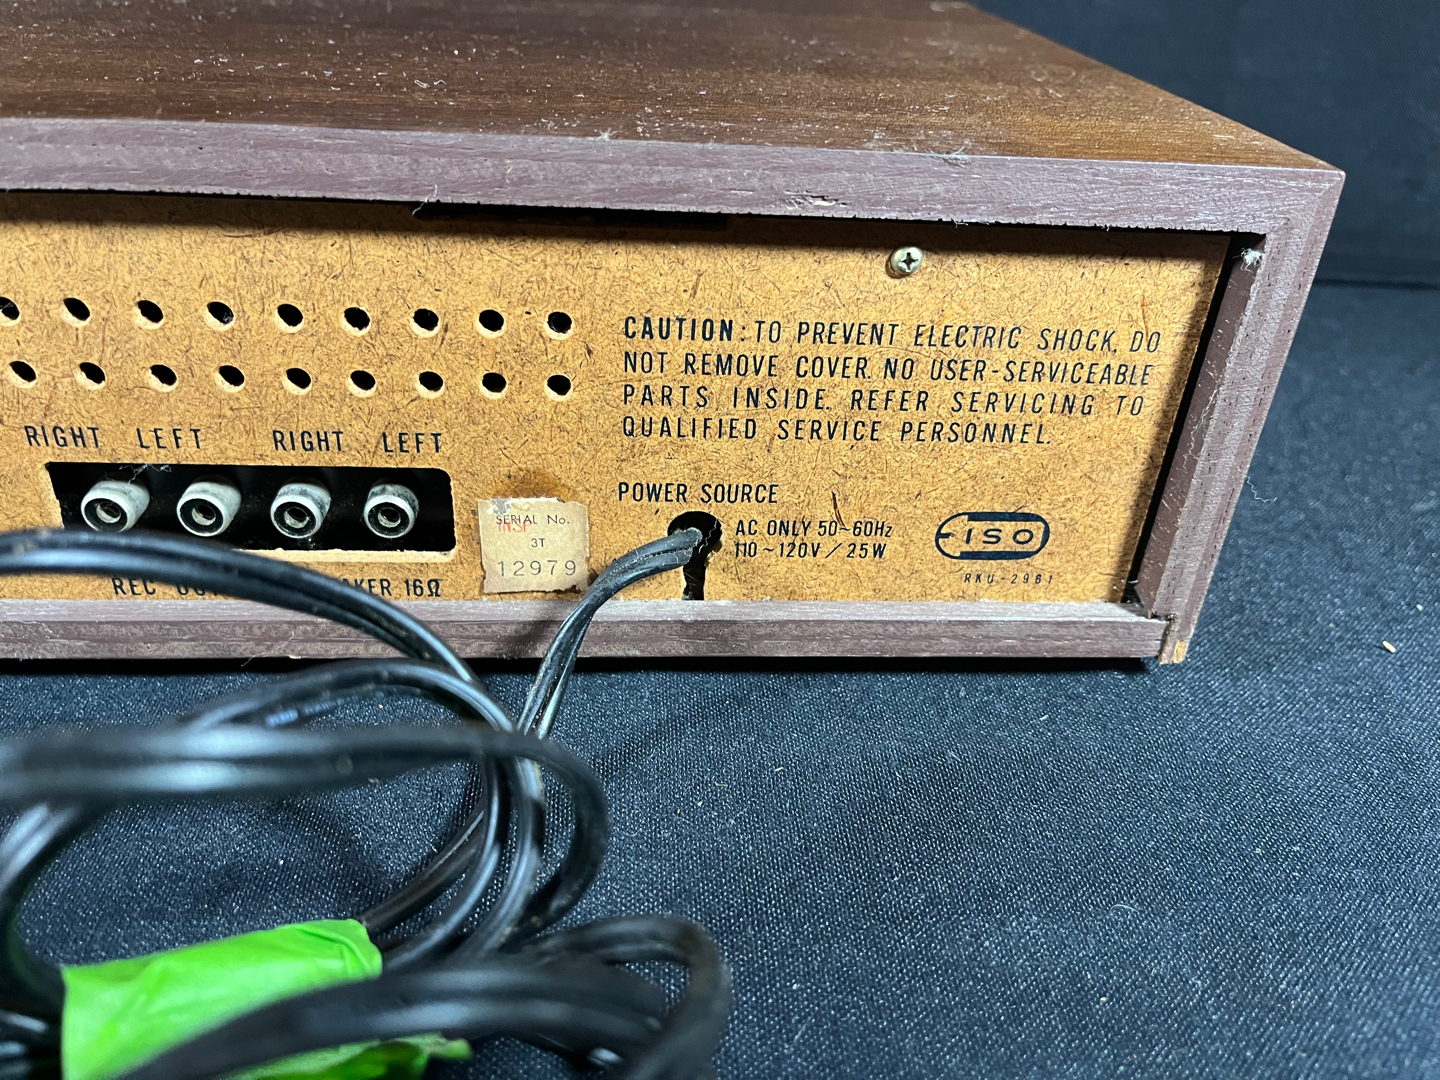 CAUTION: TO PREVENT ELECTRIC SHOCK, DO
NOT REMOVE COVER. NO USER-SERVICEABLE
PARTS INSIDE. REFER SERVICING TO
QUALIFIED SERVICE PERSONNEL.
RIGHT LEFT RIGHT LEFT
POWER SOURCE
AC ONLY 50~60Hz
110~120V / 25W
ISO
RKU-2961
SERIAL No.
INSP
3T
12979
REC 16Ω